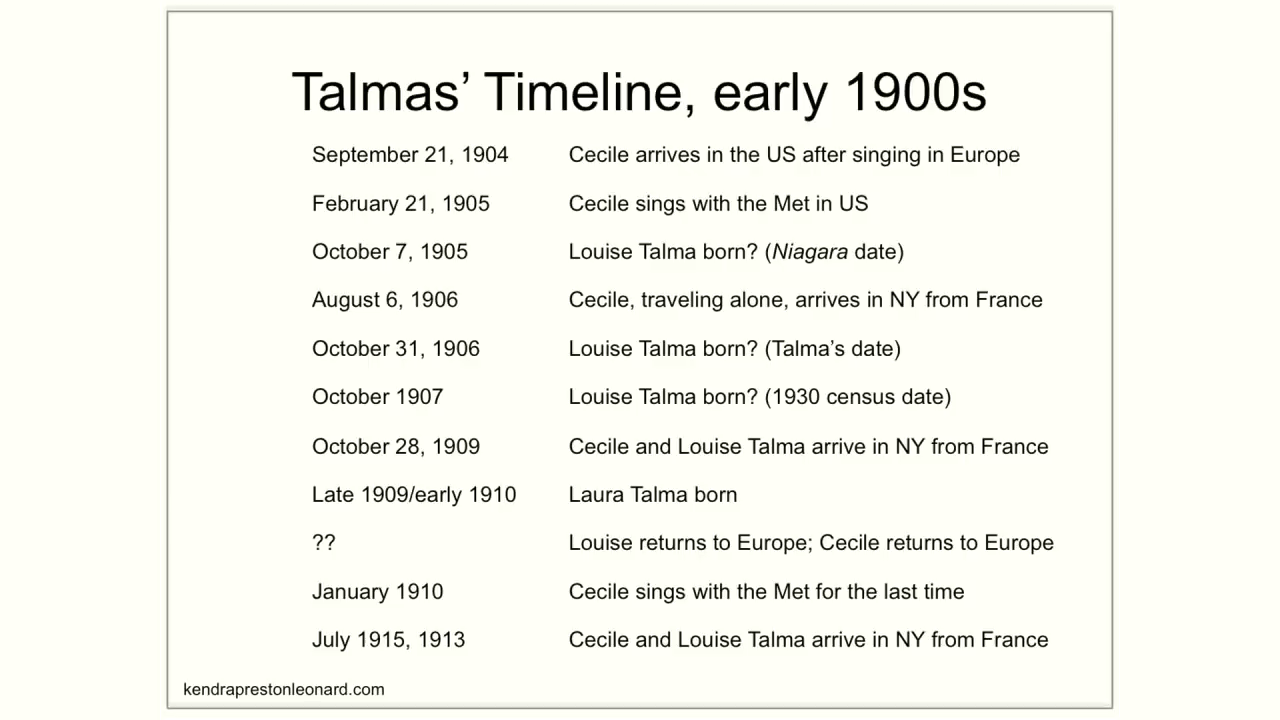 Talmas’ Timeline, early 1900s
September 21, 1904 Cecile arrives in the US after singing in Europe
February 21, 1905 Cecile sings with the Met in US
October 7, 1905 Louise Talma born? (Niagara date)
August 6, 1906 Cecile, traveling alone, arrives in NY from France
October 31, 1906 Louise Talma born? (Talma’s date)
October 1907 Louise Talma born? (1930 census date)
October 28, 1909 Cecile and Louise Talma arrive in NY from France
Late 1909/early 1910 Laura Talma born
?? Louise returns to Europe; Cecile returns to Europe
January 1910 Cecile sings with the Met for the last time
July 1915, 1913 Cecile and Louise Talma arrive in NY from France
kendraprestonleonard.com